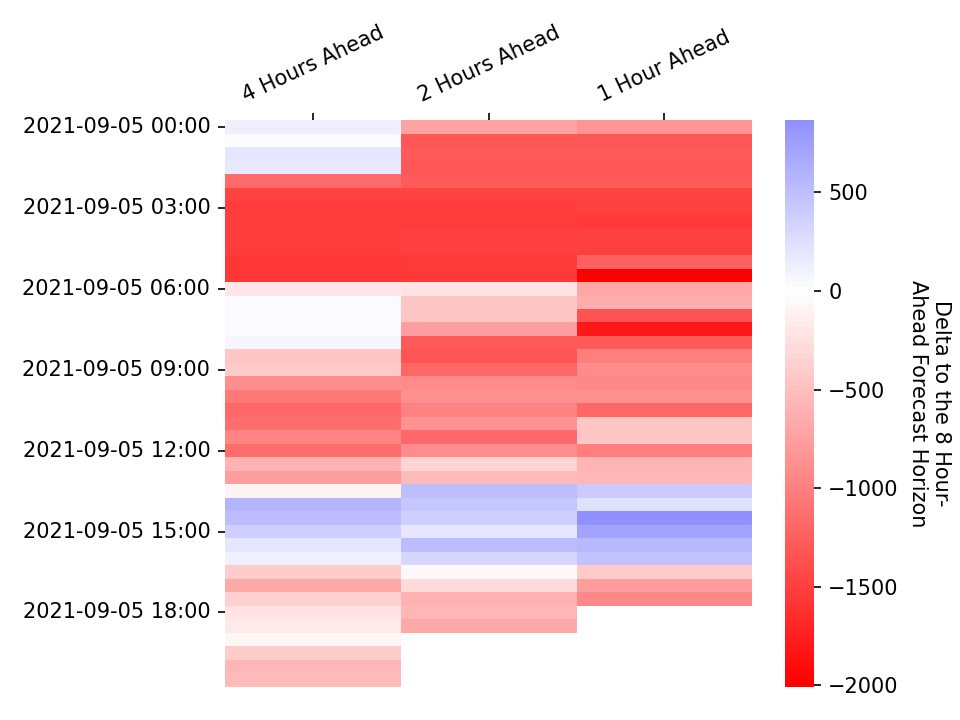 4 Hours Ahead
2 Hours Ahead
1 Hour Ahead
2021-09-05 00:00
2021-09-05 03:00
2021-09-05 06:00
2021-09-05 09:00
2021-09-05 12:00
2021-09-05 15:00
2021-09-05 18:00
500
0
−500
−1000
−1500
−2000
Delta to the 8 Hour-
Ahead Forecast Horizon